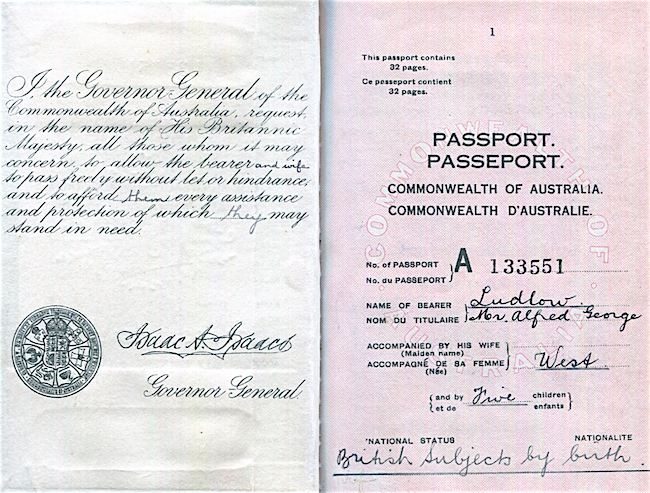 I the Governor-General of the
Commonwealth of Australia, request,
in the name of His Britannic
Majesty, all those whom it may
concern, to allow the bearer and wife
to pass freely without let or hindrance,
and to afford them every assistance
and protection of which they may
stand in need.
Isaac A. Isaacs
Governor General
1
This passport contains
32 pages.
Ce passeport contient
32 pages.
PASSPORT.
PASSEPORT.
COMMONWEALTH OF AUSTRALIA.
COMMONWEALTH D'AUSTRALIE.
No. of PASSPORT
No. du PASSEPORT
A 133551
NAME OF BEARER Ludlow.
NOM DU TITULAIRE Mr. Alfred George
ACCOMPANIED BY HIS WIFE
(Maiden name)
ACCOMPAGNÉ DE SA FEMME
(Née)
West.
(and by Five children
et de enfants)
NATIONAL STATUS NATIONALITE
British Subjects by birth.